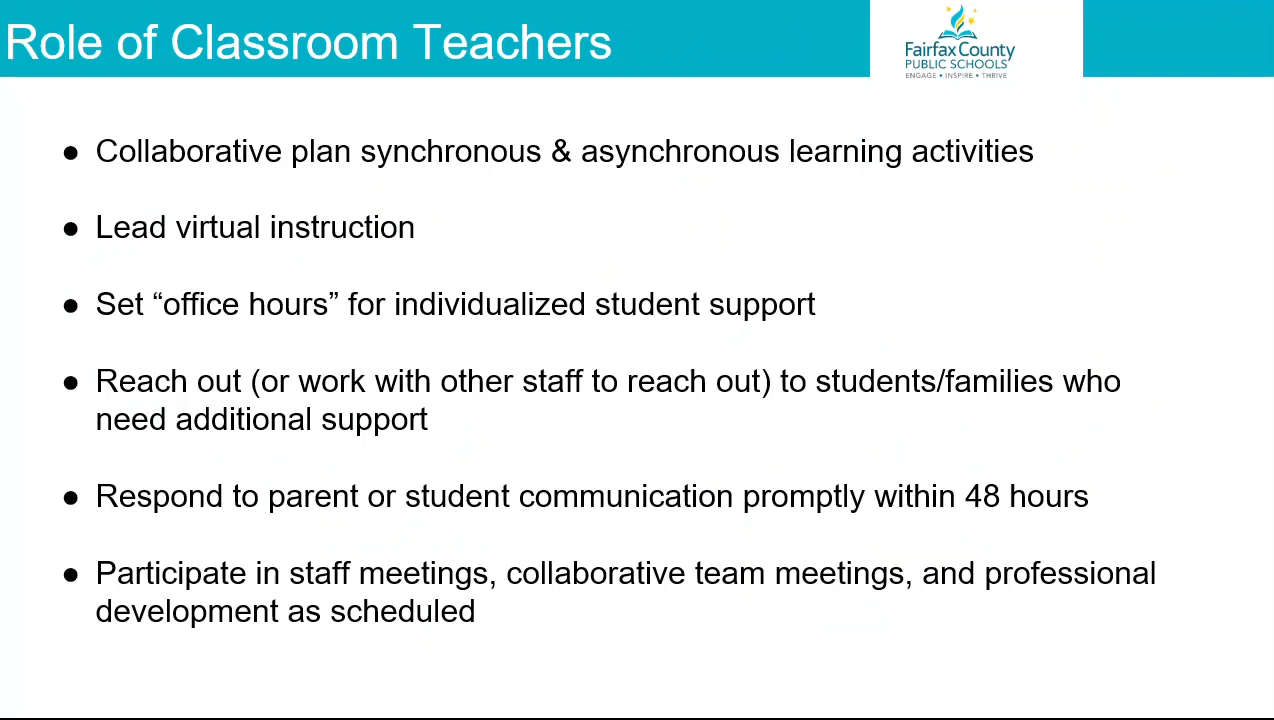 Role of Classroom Teachers
Fairfax County
PUBLIC SCHOOLS
ENGAGE • INSPIRE • THRIVE
● Collaborative plan synchronous & asynchronous learning activities
● Lead virtual instruction
● Set “office hours” for individualized student support
● Reach out (or work with other staff to reach out) to students/families who
need additional support
● Respond to parent or student communication promptly within 48 hours
● Participate in staff meetings, collaborative team meetings, and professional
development as scheduled